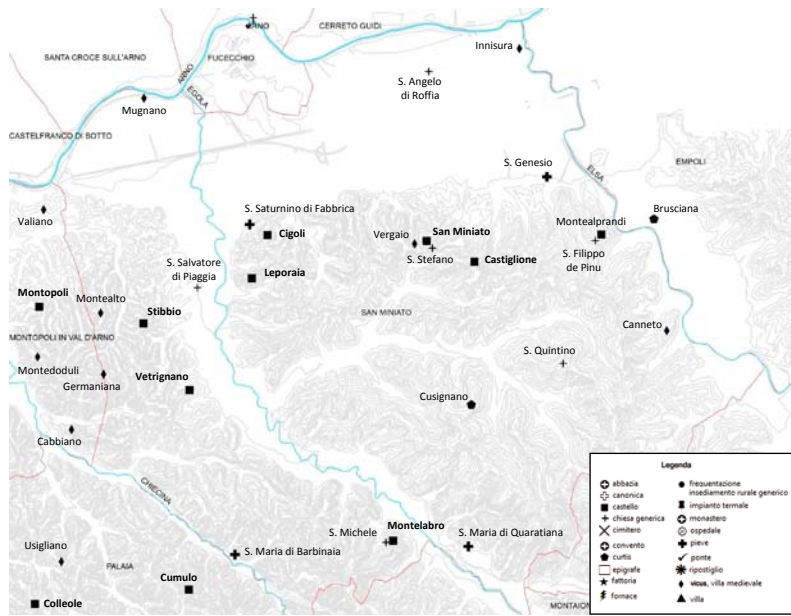 ARNO
CERRETO GUIDI
Innisura
SANTA CROCE SULL'ARNO
FUCECCHIO
ARNO
EGOLA
S. Angelo
di Roffia
Mugnano
CASTELFRANCO DI SOTTO
S. Genesio
ELSA
EMPOLI
Valiano
S. Saturnino di Fabbrica
Cigoli
Vergaio
San Miniato
S. Stefano
Castiglione
Montealprandi
S. Filippo
de Pinu
Brusciana
S. Salvatore
di Piaggia
Leporaia
Montopoli
Montealto
Stibbio
SAN MINIATO
Canneto
MONTOPOLI IN VAL D'ARNO
Montedoduli
Germaniana
Vetrignano
S. Quintino
Cusignano
Cabbiano
CHIECINA
S. Michele
Montelabro
S. Maria di Quaratiana
S. Maria di Barbinaia
Usigliano
PALAIA
Cumulo
Colleole
MONTAION
Legenda
abbazia
canonica
castello
chiesa generica
cimitero
convento
curtis
epigrafe
fattoria
fornace
frequentazione
insediamento rurale generico
impianto termale
monastero
ospedale
pieve
ponte
ripostiglio
vicus, villa medievale
villa